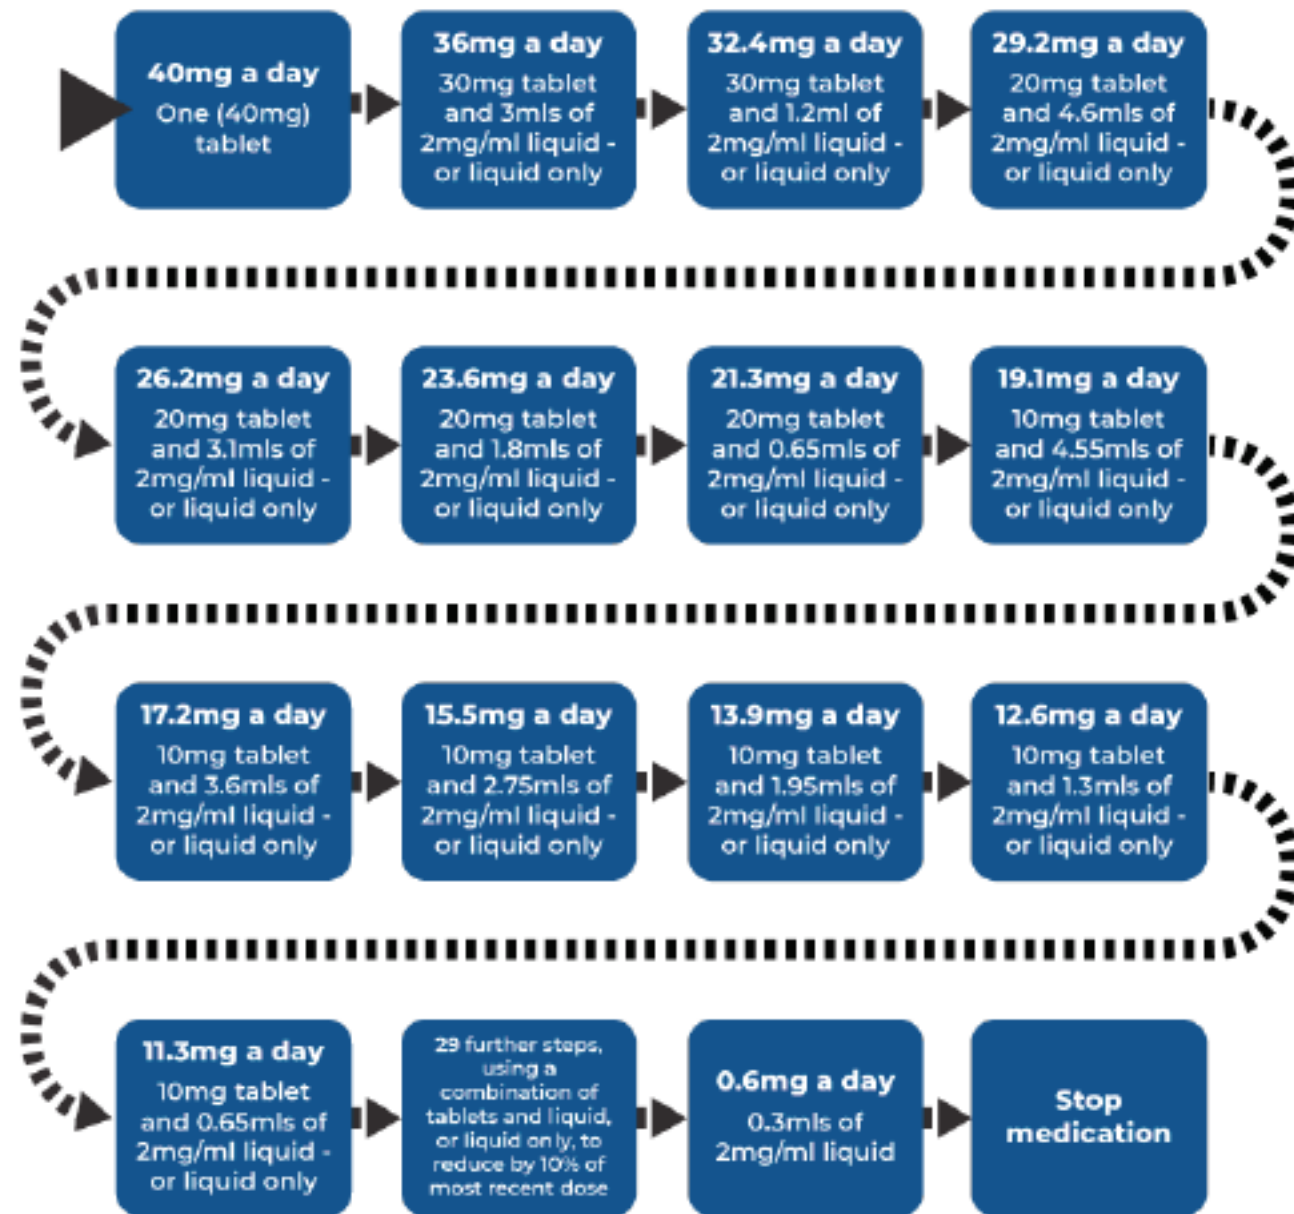 40mg a day
One (40mg)
tablet
36mg a day
30mg tablet
and 3mls of
2mg/ml liquid -
or liquid only
32.4mg a day
30mg tablet
and 1.2ml of
2mg/ml liquid -
or liquid only
29.2mg a day
20mg tablet
and 4.6mls of
2mg/ml liquid -
or liquid only
26.2mg a day
20mg tablet
and 3.1mls of
2mg/ml liquid -
or liquid only
23.6mg a day
20mg tablet
and 1.8mls of
2mg/ml liquid -
or liquid only
21.3mg a day
20mg tablet
and 0.65mls of
2mg/ml liquid -
or liquid only
19.1mg a day
10mg tablet
and 4.55mls of
2mg/ml liquid -
or liquid only
17.2mg a day
10mg tablet
and 3.6mls of
2mg/ml liquid -
or liquid only
15.5mg a day
10mg tablet
and 2.75mls of
2mg/ml liquid -
or liquid only
13.9mg a day
10mg tablet
and 1.95mls of
2mg/ml liquid -
or liquid only
12.6mg a day
10mg tablet
and 1.3mls of
2mg/ml liquid -
or liquid only
11.3mg a day
10mg tablet
and 0.65mls of
2mg/ml liquid -
or liquid only
29 further steps,
using a
combination of
tablets and liquid,
or liquid only, to
reduce by 10% of
most recent dose
0.6mg a day
0.3mls of
2mg/ml liquid
Stop
medication